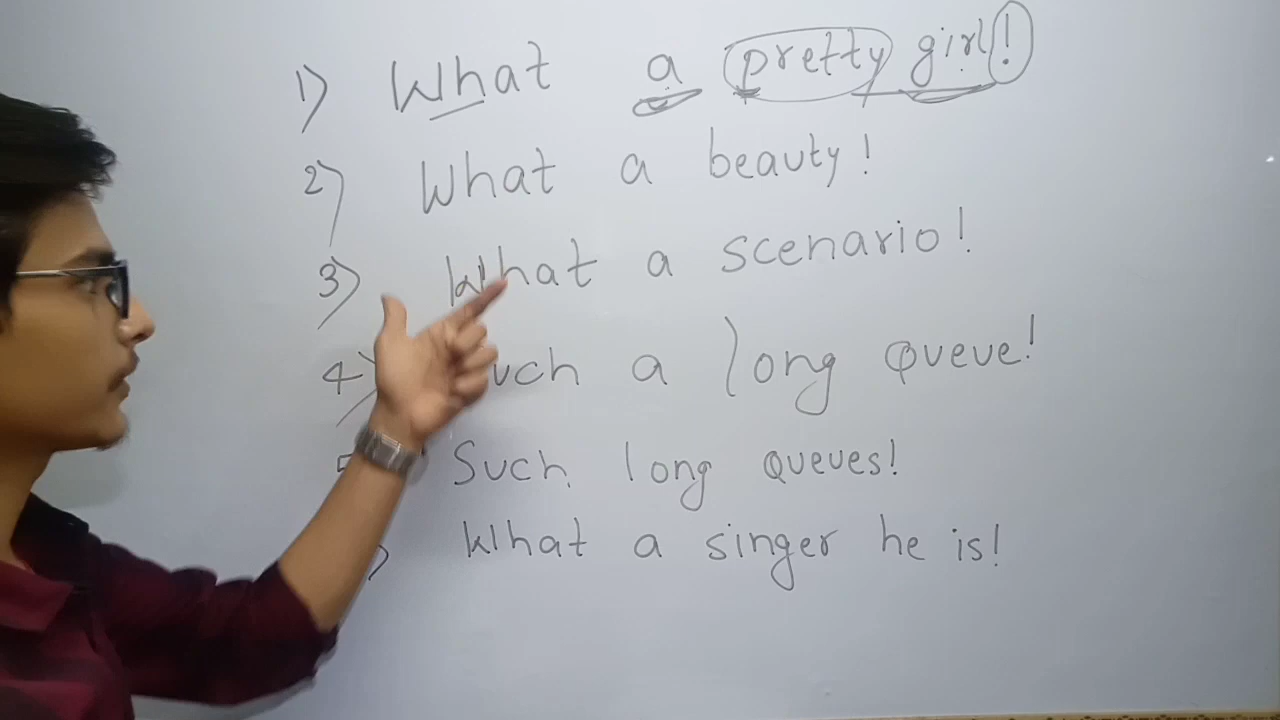 1) What a pretty girl!
2) What a beauty!
3) What a scenario!
4) Such a long queue!
5) Such long queues!
) What a singer he is!